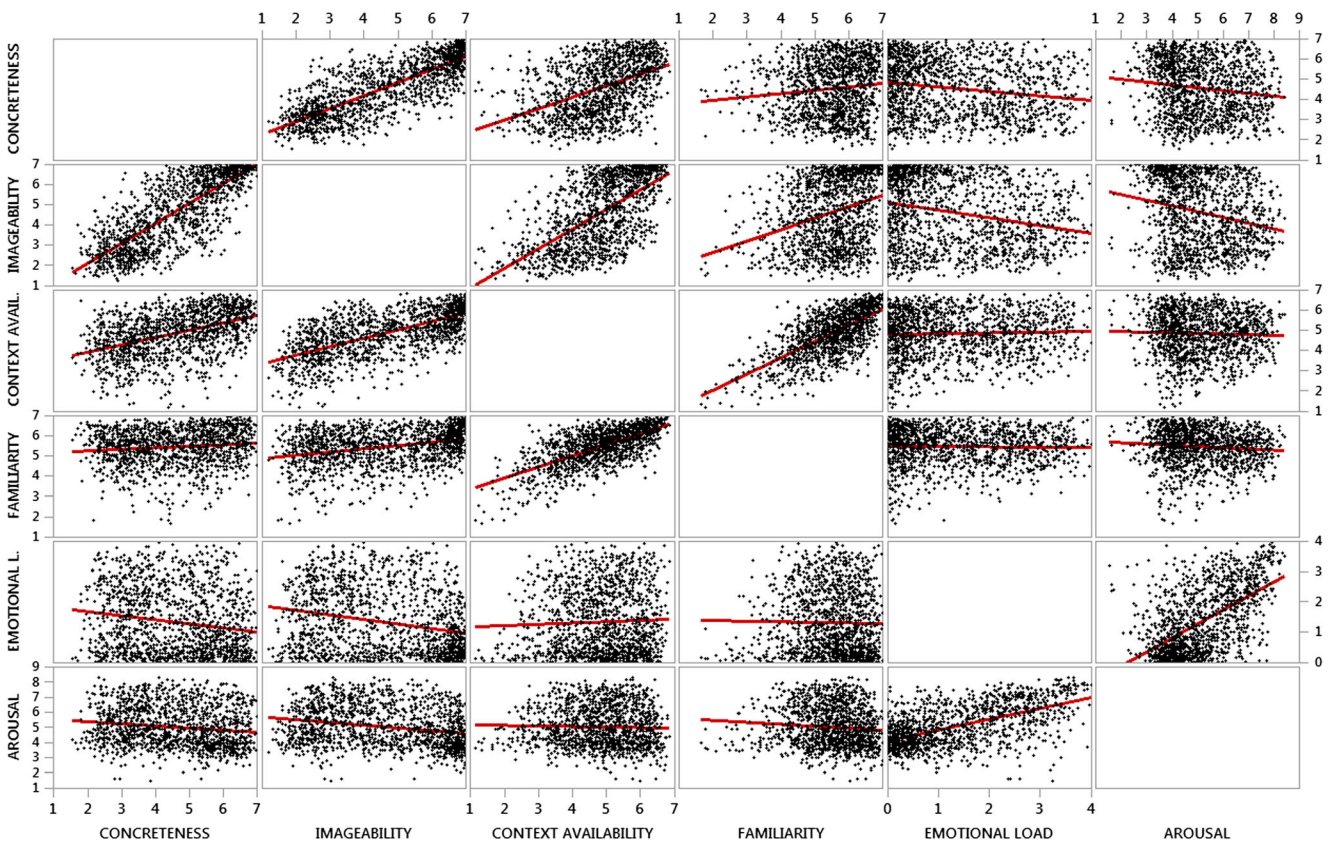 1 2 3 4 5 6 7 1 2 3 4 5 6 7 1 2 3 4 5 6 7 8 9
CONCRETENESS 7 6 5 4 3 2 1
IMAGEABILITY 7 6 5 4 3 2 1
CONTEXT AVAIL. 7 6 5 4 3 2 1
FAMILIARITY 7 6 5 4 3 2 1
EMOTIONAL L. 4 3 2 1 0
AROUSAL 9 8 7 6 5 4 3 2 1
1 2 3 4 5 6 7 1 2 3 4 5 6 7 0 1 2 3 4
CONCRETENESS IMAGEABILITY CONTEXT AVAILABILITY FAMILIARITY EMOTIONAL LOAD AROUSAL